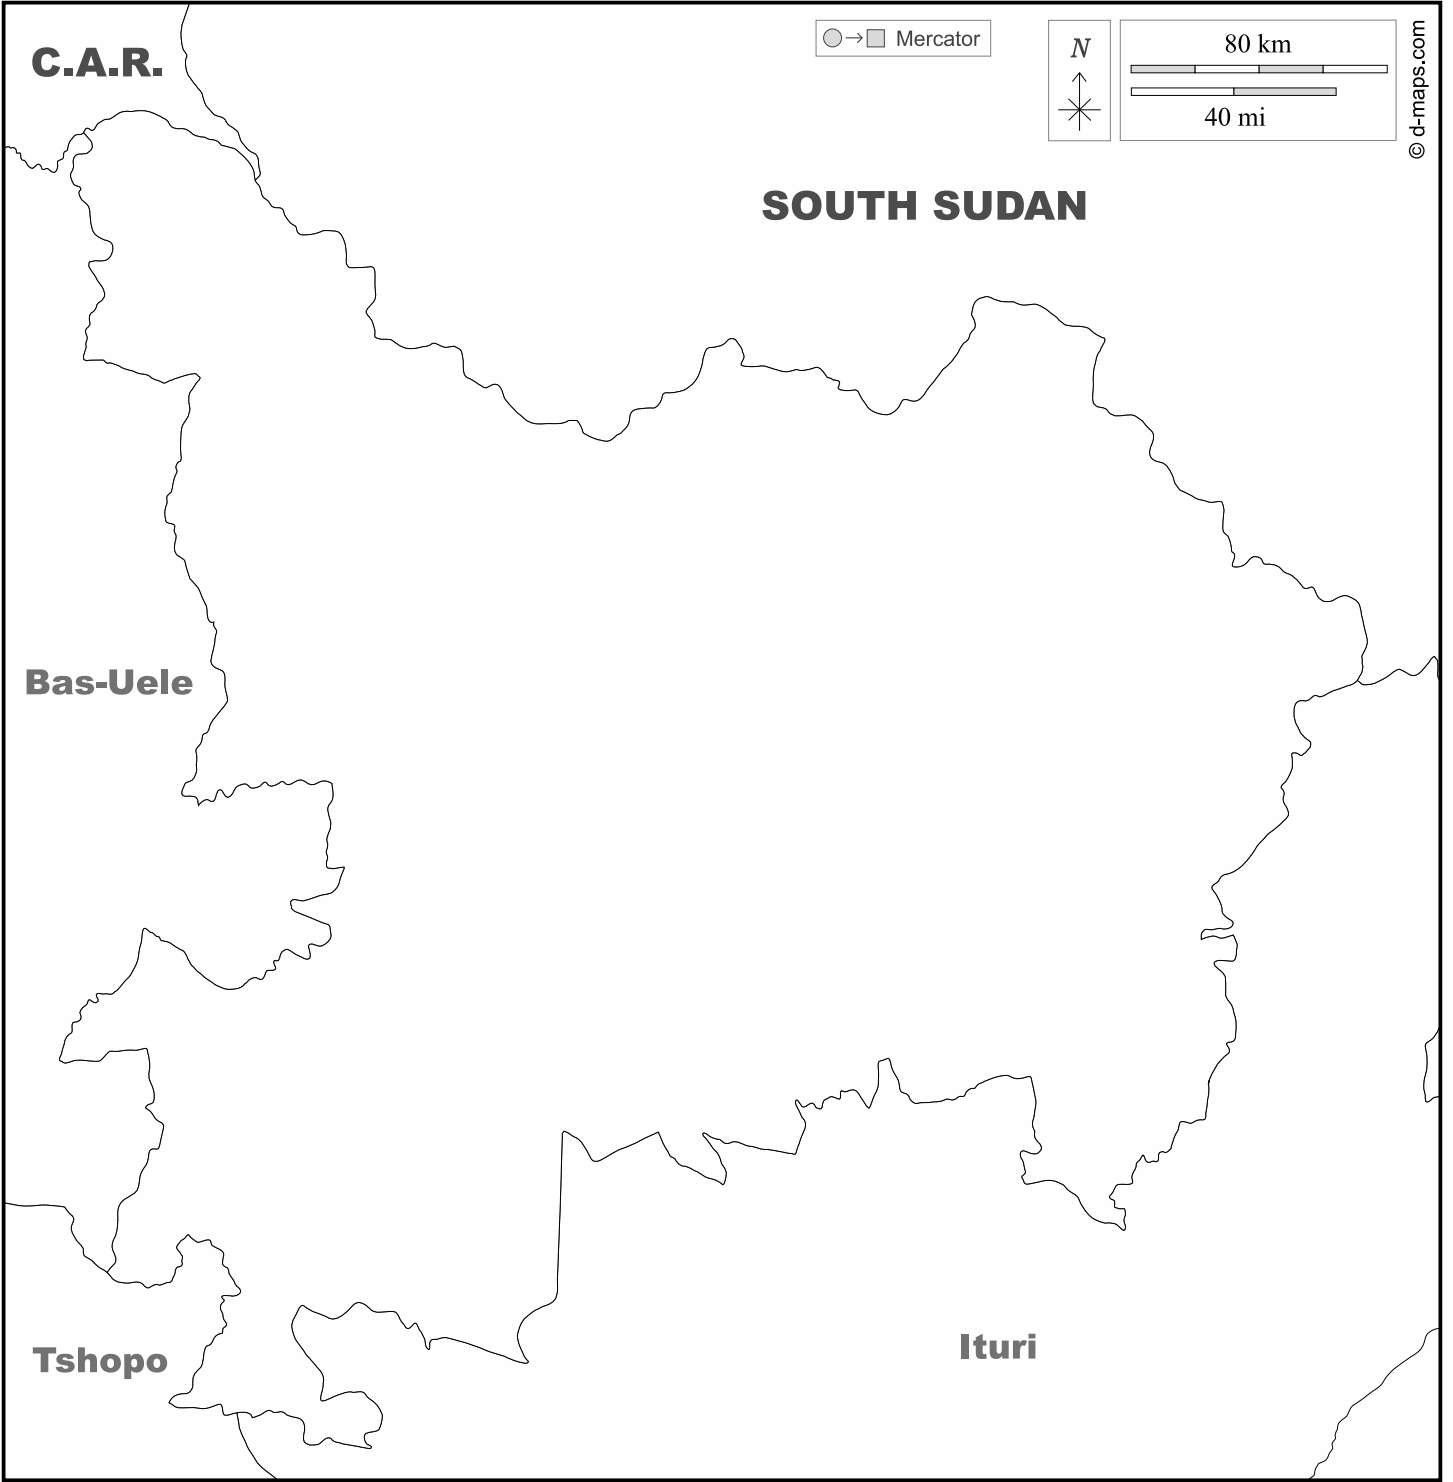 C.A.R.
Mercator
N
80 km
40 mi
© d-maps.com
SOUTH SUDAN
Bas-Uele
Tshopo
Ituri